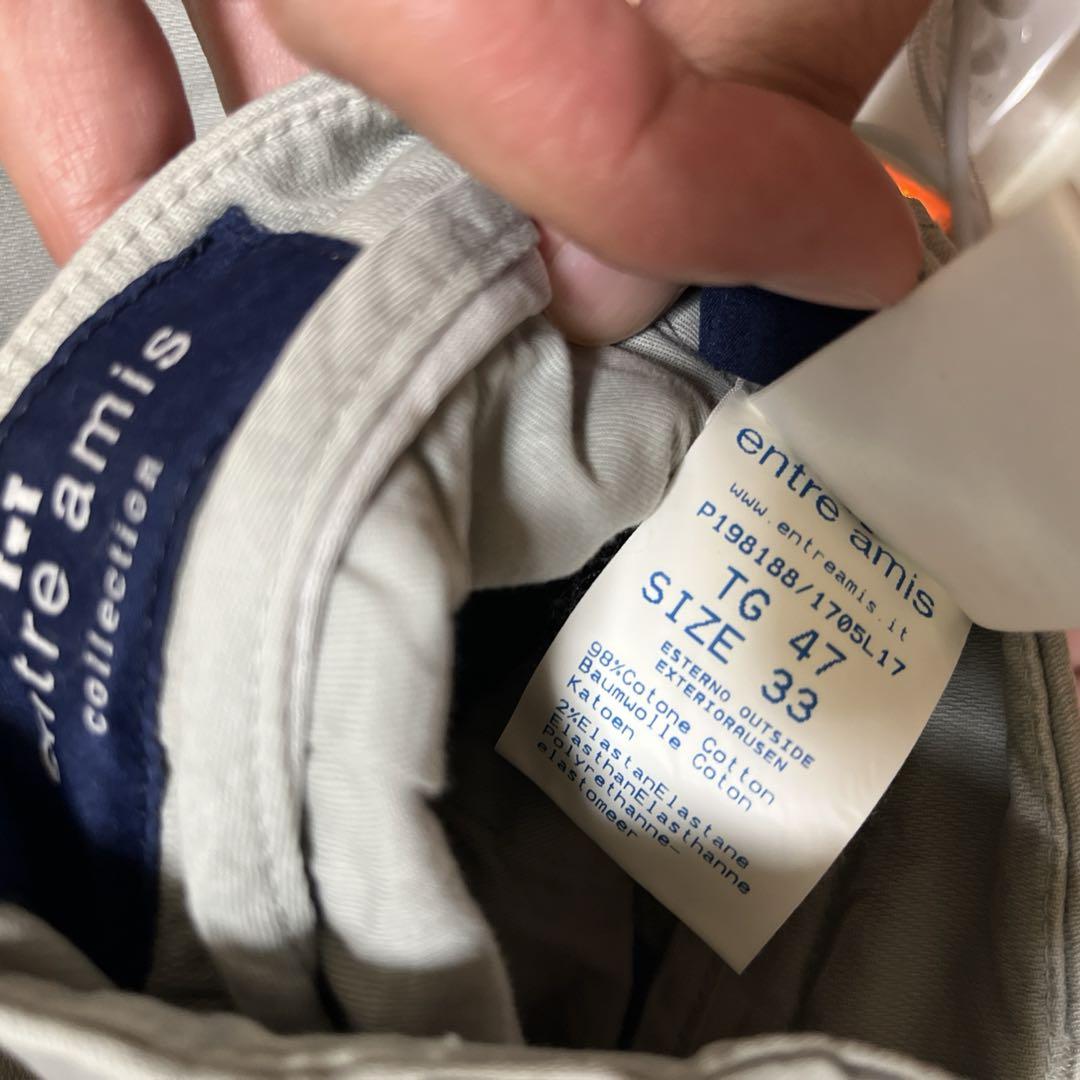 entre amis
collection
entre amis
www.entreamis.it
P198188/1705L17
TG 47
SIZE 33
ESTERNO OUTSIDE
EXTERIORAUSEN
98%Cotone Cotton
Baumwolle Coton
Katoen
2%ElastanElastane
ElasthanElasthanne
Polyrethanne-
elastomeer